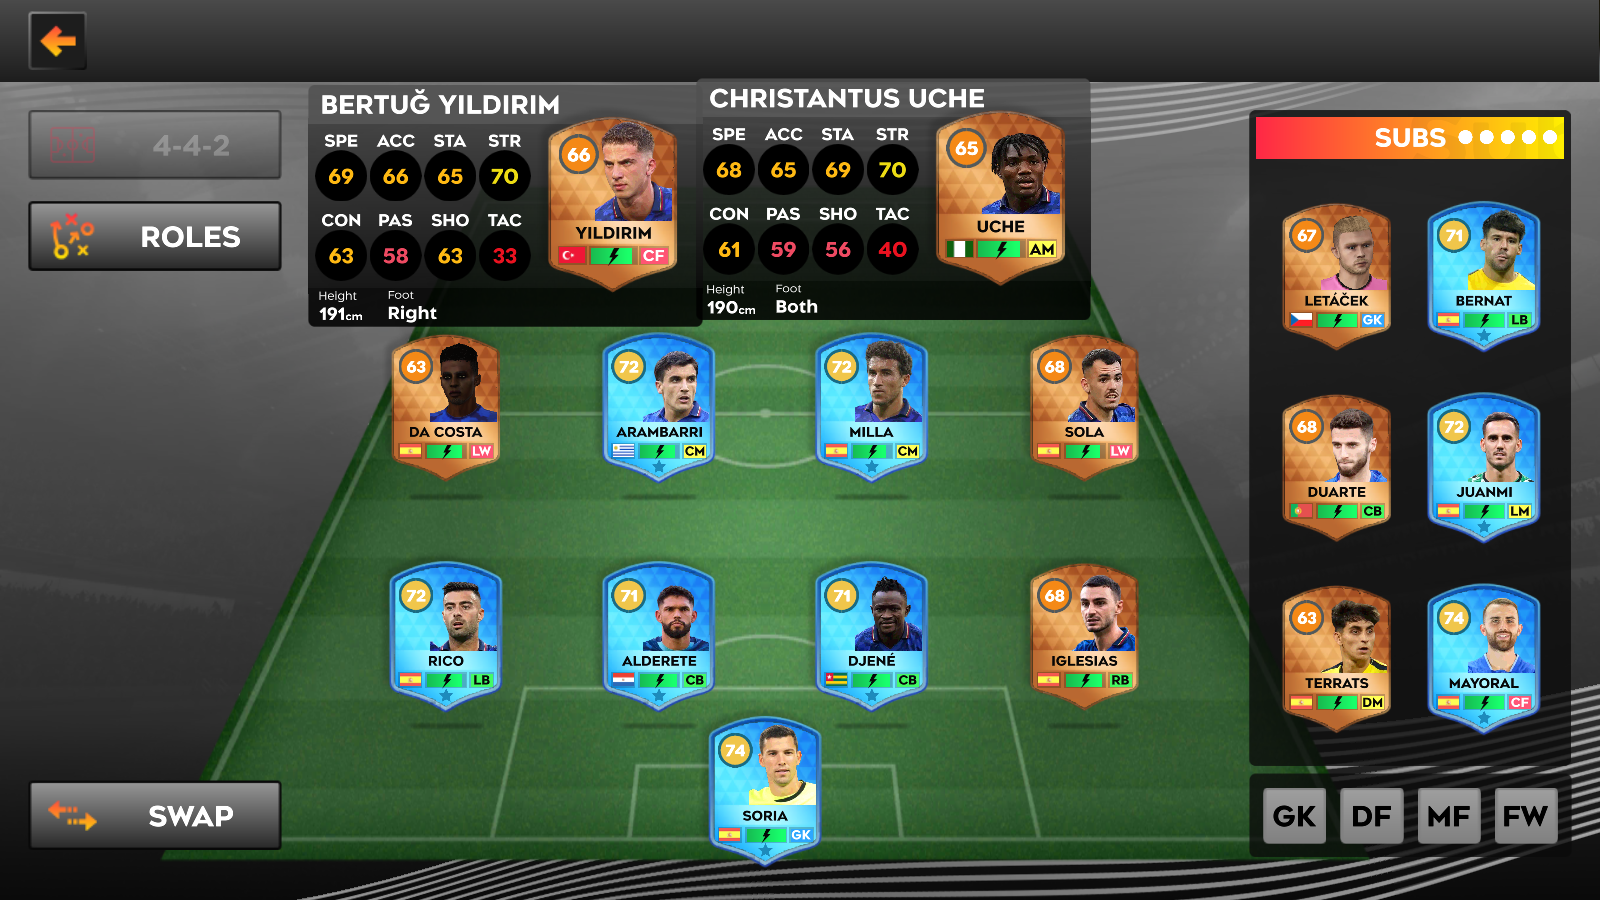 4-4-2
ROLES
SWAP
BERTUĞ YILDIRIM
SPE ACC STA STR
69 66 65 70
CON PAS SHO TAC
63 58 63 33
Height Foot
191cm Right
66
YILDIRIM
CF
CHRISTANTUS UCHE
SPE ACC STA STR
68 65 69 70
CON PAS SHO TAC
61 59 56 40
Height Foot
190cm Both
65
UCHE
AM
63
DA COSTA
LW
72
ARAMBARRI
CM
72
MILLA
CM
68
SOLA
LW
72
RICO
LB
71
ALDERETE
CB
71
DJENÉ
CB
68
IGLESIAS
RB
74
SORIA
GK
SUBS
67
LETÁČEK
GK
71
BERNAT
LB
68
DUARTE
CB
72
JUANMI
LM
63
TERRATS
DM
74
MAYORAL
CF
GK DF MF FW